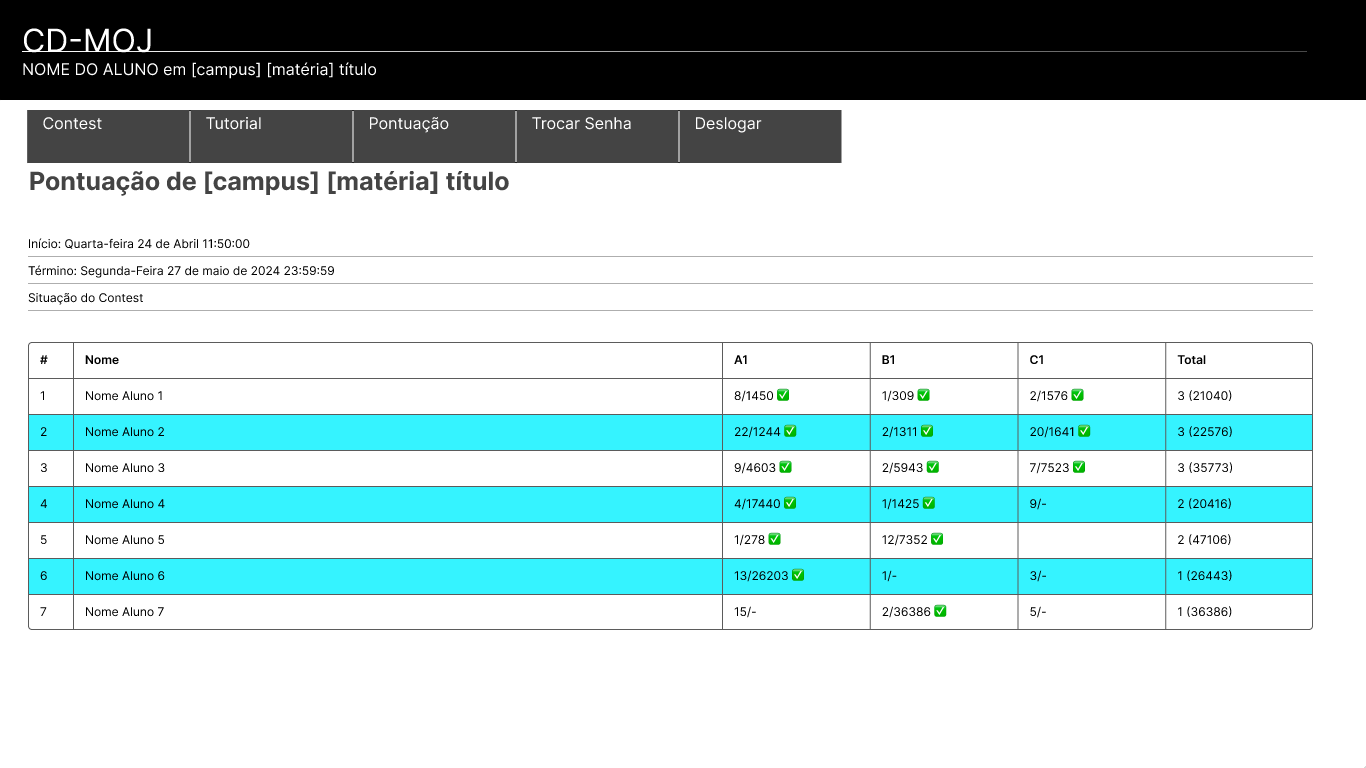 CD-MOJ
NOME DO ALUNO em [campus] [matéria] título
Contest Tutorial Pontuação Trocar Senha Deslogar
Pontuação de [campus] [matéria] título
Início: Quarta-feira 24 de Abril 11:50:00
Término: Segunda-Feira 27 de maio de 2024 23:59:59
Situação do Contest
# Nome A1 B1 C1 Total
1 Nome Aluno 1 8/1450 ✅ 1/309 ✅ 2/1576 ✅ 3 (21040)
2 Nome Aluno 2 22/1244 ✅ 2/1311 ✅ 20/1641 ✅ 3 (22576)
3 Nome Aluno 3 9/4603 ✅ 2/5943 ✅ 7/7523 ✅ 3 (35773)
4 Nome Aluno 4 4/17440 ✅ 1/1425 ✅ 9/- 2 (20416)
5 Nome Aluno 5 1/278 ✅ 12/7352 ✅ 2 (47106)
6 Nome Aluno 6 13/26203 ✅ 1/- 3/- 1 (26443)
7 Nome Aluno 7 15/- 2/36386 ✅ 5/- 1 (36386)